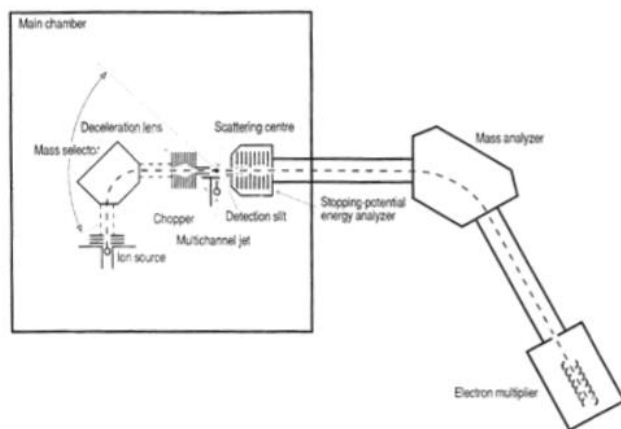 Main chamber
Deceleration lens
Scattering centre
Mass analyzer
Mass selector
Chopper
Detection slit
Stopping-potential
energy analyzer
Multichannel jet
Ion source
Electron multiplier